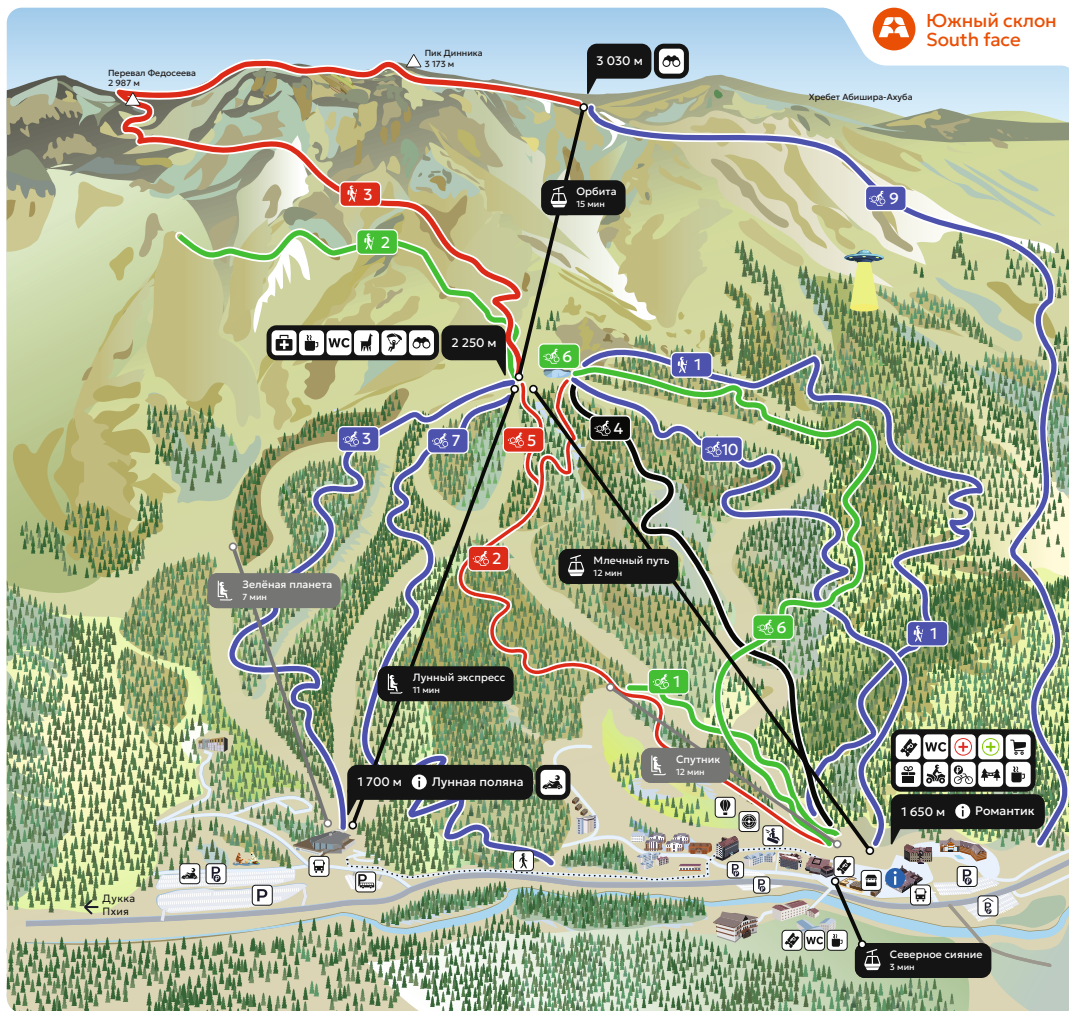 Южный склон
South face
Пик Динника
3 173 м
Перевал Федосеева
2 987 м
3 030 м
Хребет Абишира-Ахуба
Орбита
15 мин
3
9
2
WC
2 250 м
6
1
3
7
5
4
10
2
Млечный путь
12 мин
Зелёная планета
7 мин
6
1
Лунный экспресс
11 мин
1
Спутник
12 мин
WC
1 700 м
i
Лунная поляна
1 650 м
i
Романтик
P
P
P
P
P
i
P
P
Дукка
Пхия
WC
Северное сияние
3 мин